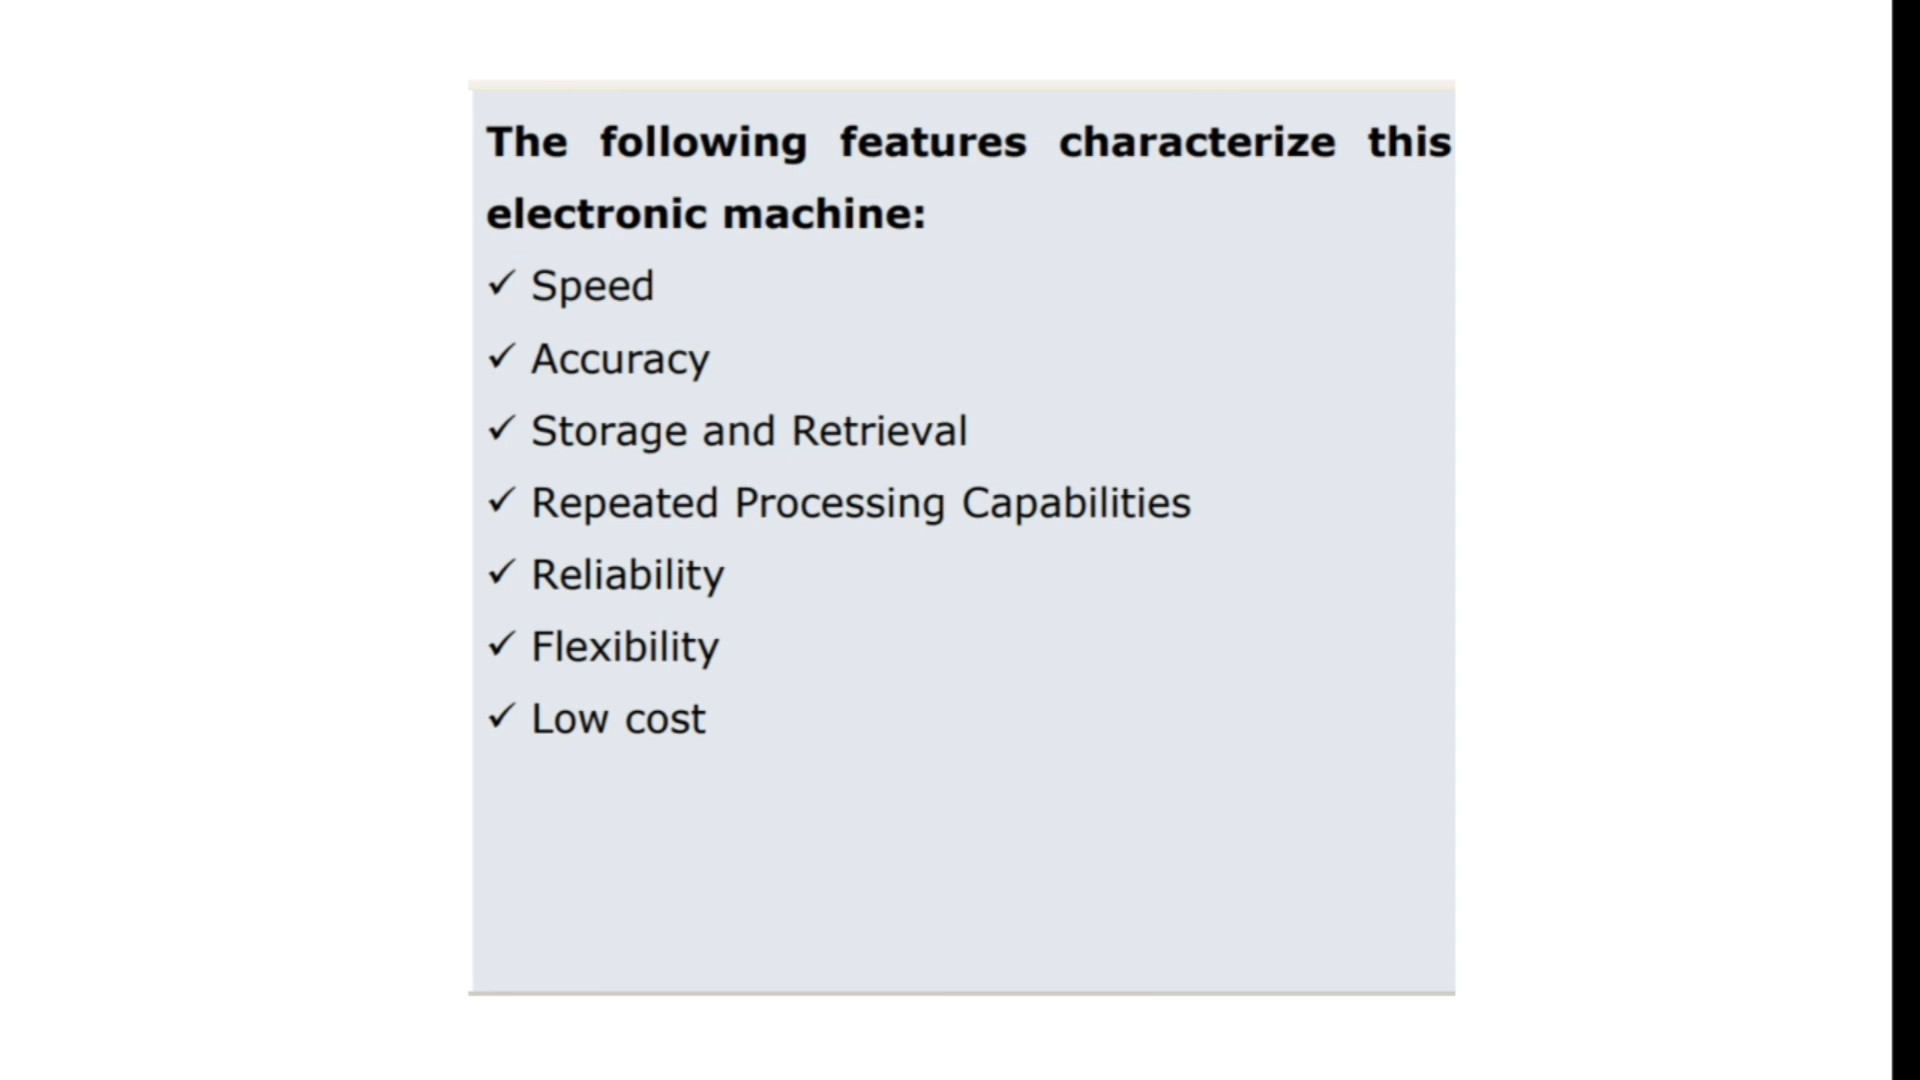 The following features characterize this
electronic machine:
✓ Speed
✓ Accuracy
✓ Storage and Retrieval
✓ Repeated Processing Capabilities
✓ Reliability
✓ Flexibility
✓ Low cost